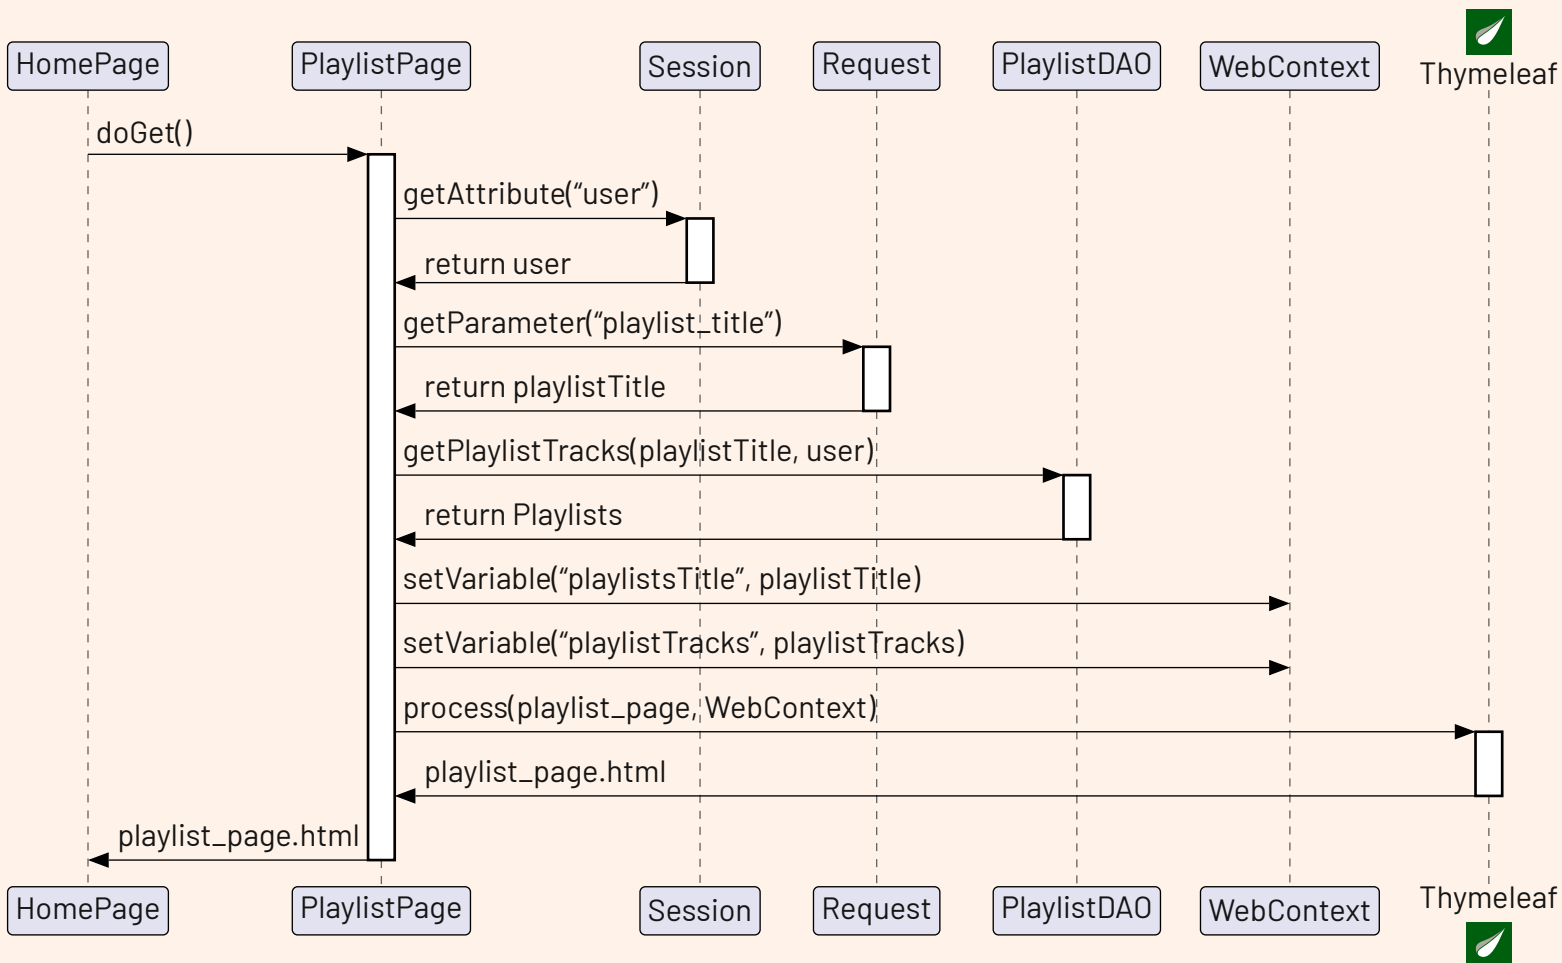 HomePage
PlaylistPage
Session
Request
PlaylistDAO
WebContext
Thymeleaf
doGet()
getAttribute(“user”)
return user
getParameter(“playlist_title”)
return playlistTitle
getPlaylistTracks(playlistTitle, user)
return Playlists
setVariable(“playlistsTitle”, playlistTitle)
setVariable(“playlistTracks”, playlistTracks)
process(playlist_page, WebContext)
playlist_page.html
playlist_page.html
HomePage
PlaylistPage
Session
Request
PlaylistDAO
WebContext
Thymeleaf